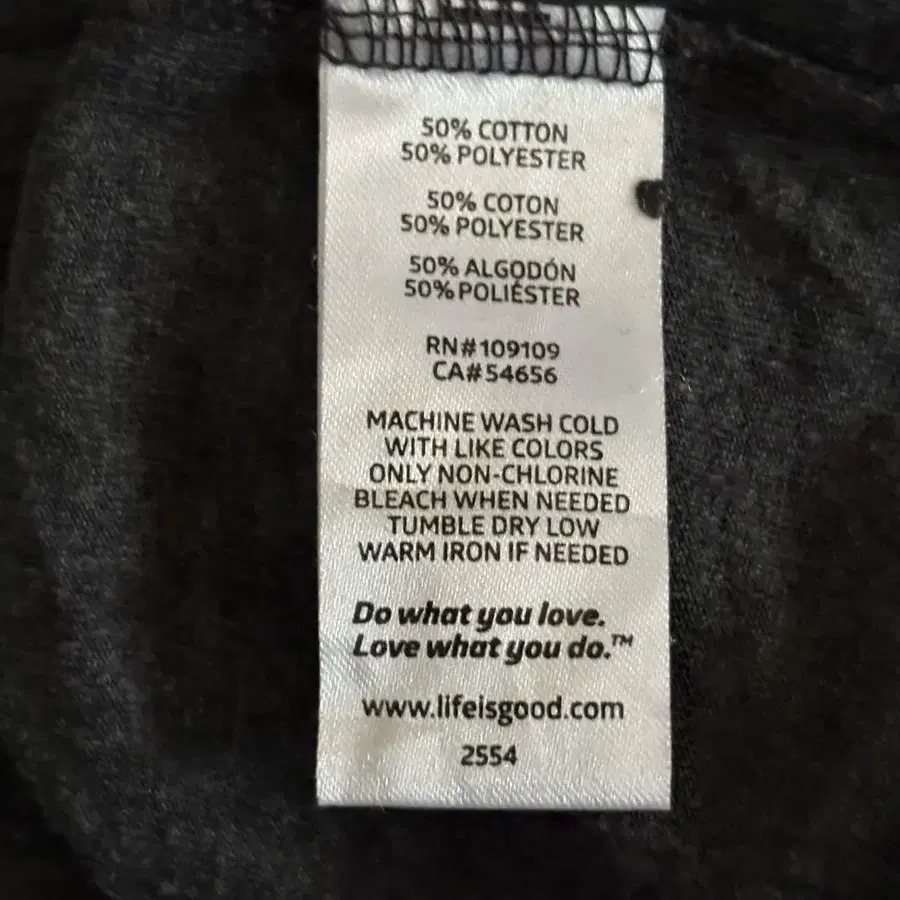 50% COTTON
50% POLYESTER
50% COTON
50% POLYESTER
50% ALGODÓN
50% POLIÉSTER
RN#109109
CA#54656
MACHINE WASH COLD
WITH LIKE COLORS
ONLY NON-CHLORINE
BLEACH WHEN NEEDED
TUMBLE DRY LOW
WARM IRON IF NEEDED
Do what you love.
Love what you do.™
www.lifeisgood.com
2554